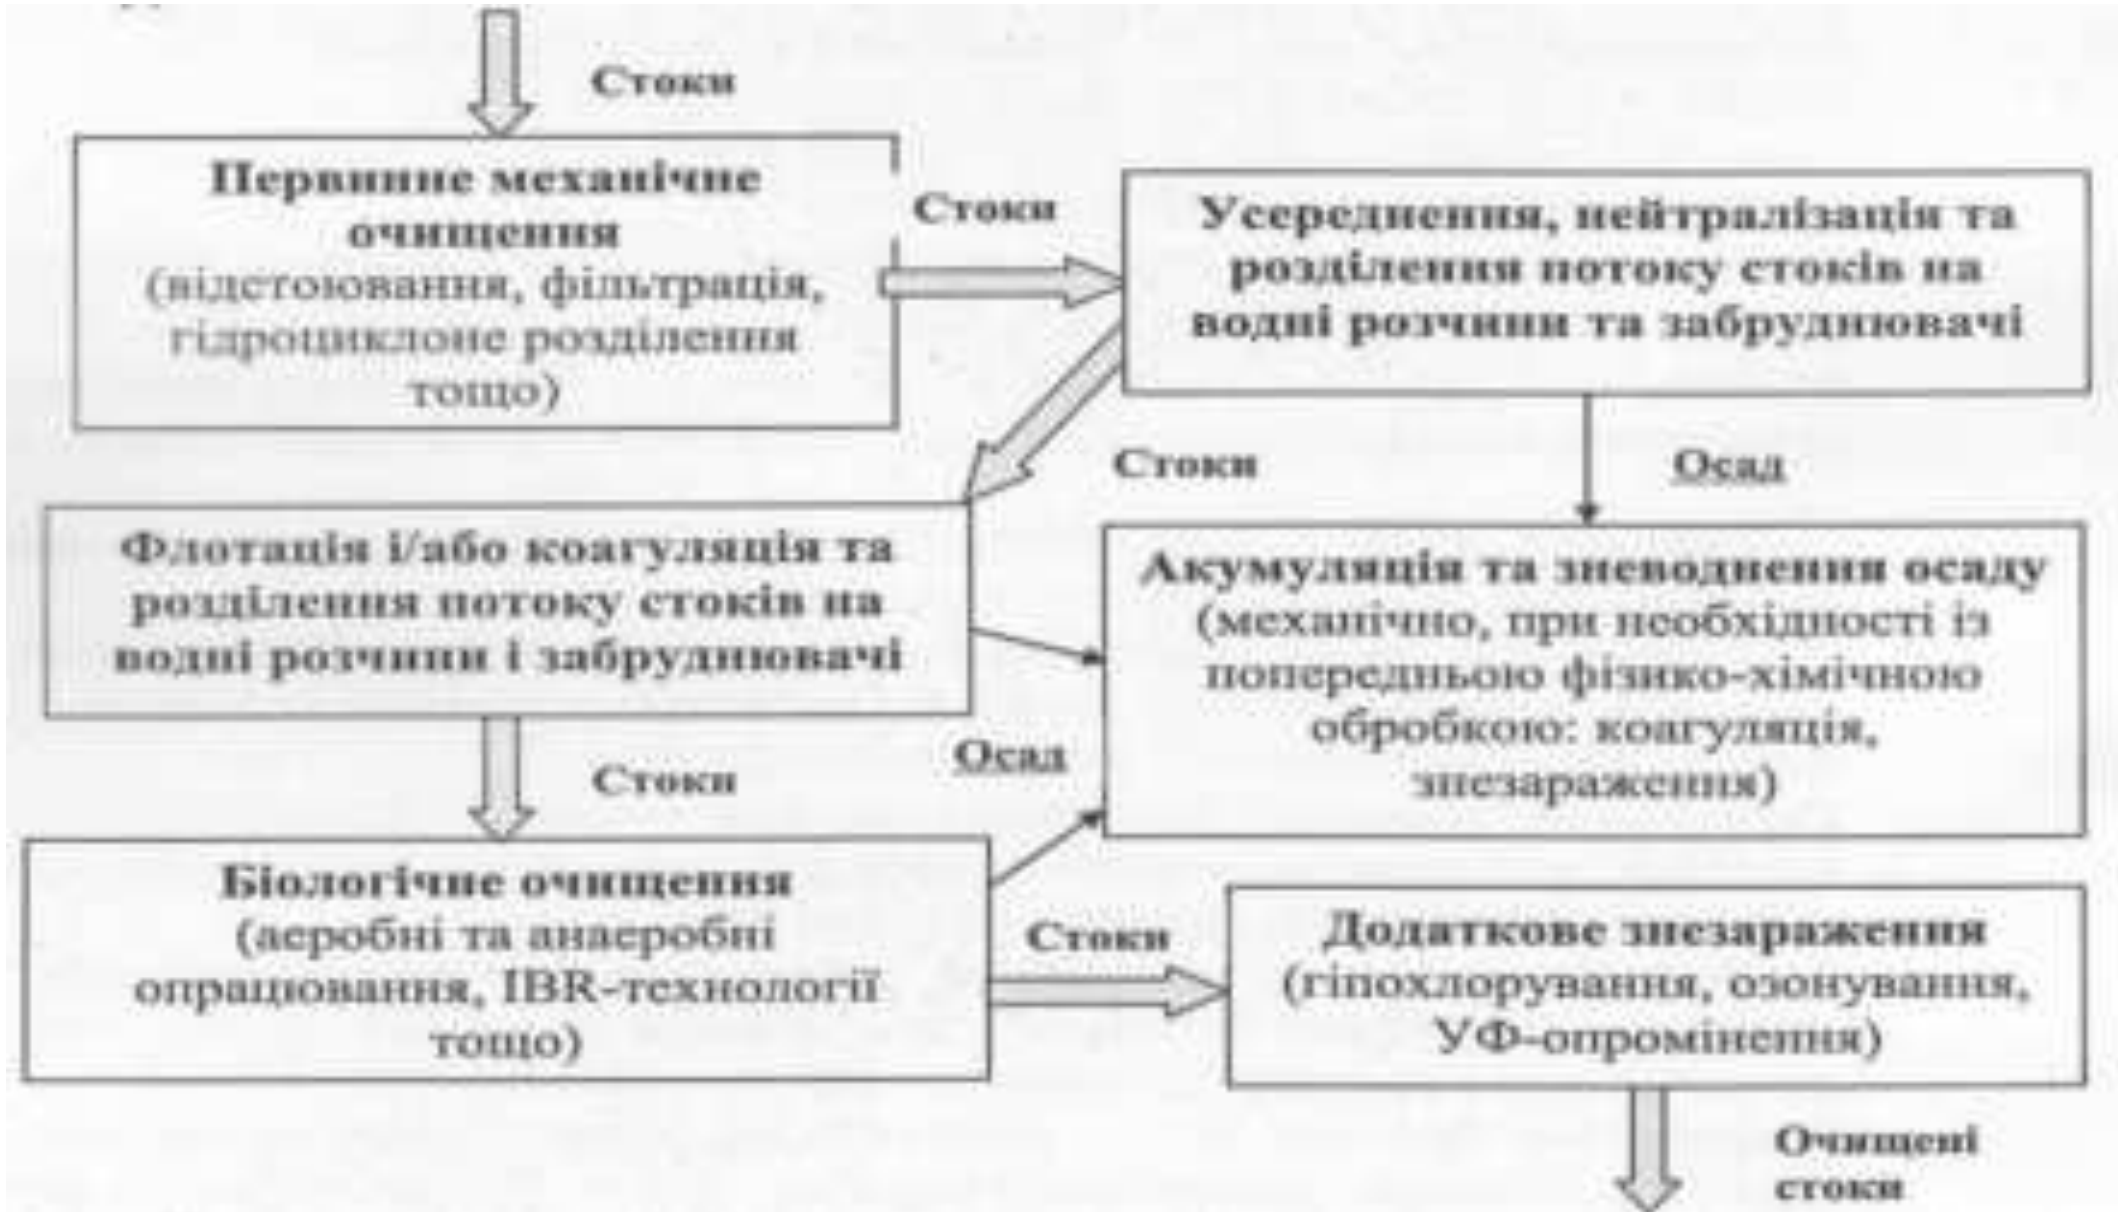 Стоки
Первинне механічне
очищення
(відстоювання, фільтрація,
гідроциклоне розділення
тощо)
Стоки
Усереднення, нейтралізація та
розділення потоку стоків на
водні розчини та забруднювачі
Стоки
Осад
Флотація і/або коагуляція та
розділення потоку стоків на
водні розчини і забруднювачі
Акумуляція та зневоднення осаду
(механічно, при необхідності із
попередньою фізико-хімічною
обробкою: коагуляція,
знезараження)
Осад
Стоки
Біологічне очищення
(аеробні та анаеробні
опрацювання, IBR-технології
тощо)
Стоки
Додаткове знезараження
(гіпохлорування, озонування,
УФ-опромінення)
Очищені
стоки